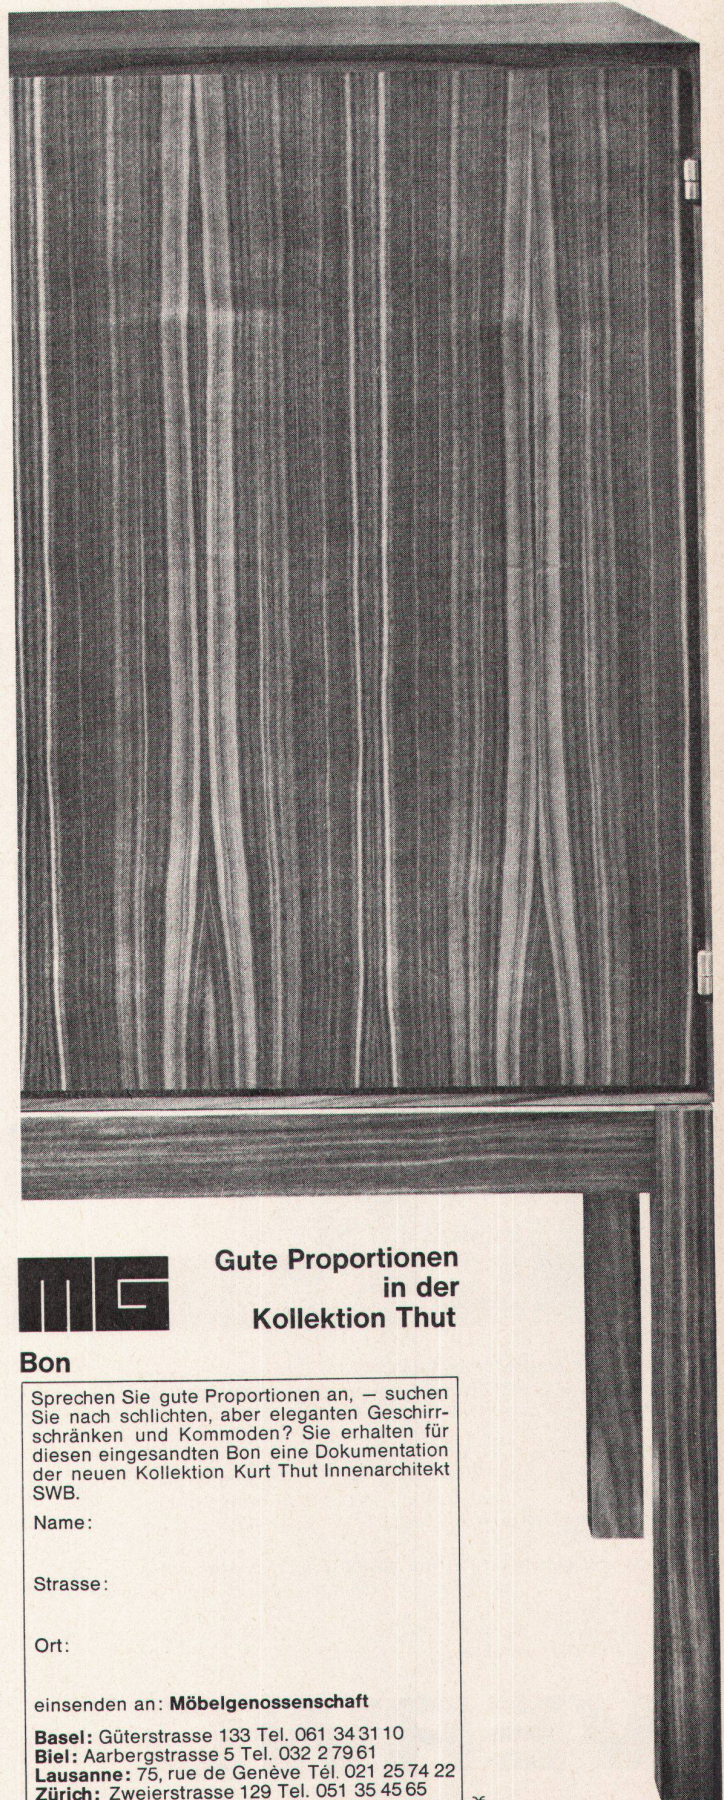 MG
Gute Proportionen
in der
Kollektion Thut
Bon
Sprechen Sie gute Proportionen an, — suchen
Sie nach schlichten, aber eleganten Geschirr-
schränken und Kommoden? Sie erhalten für
diesen eingesandten Bon eine Dokumentation
der neuen Kollektion Kurt Thut Innenarchitekt
SWB.
Name:
Strasse:
Ort:
einsenden an: Möbelgenossenschaft
Basel: Güterstrasse 133 Tel. 061 34 31 10
Biel: Aarbergstrasse 5 Tel. 032 2 79 61
Lausanne: 75, rue de Genève Tél. 021 25 74 22
Zürich: Zweierstrasse 129 Tel. 051 35 45 65